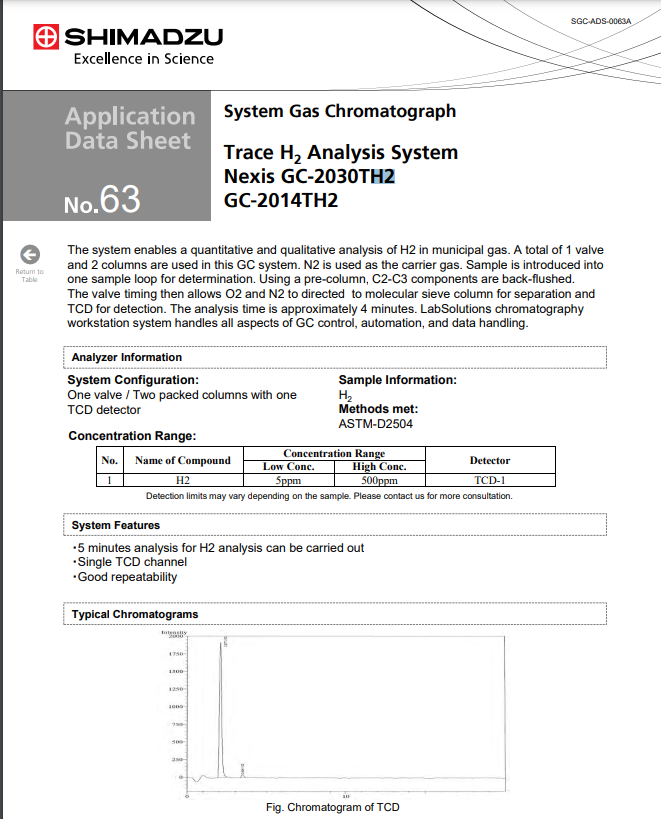 SGC-ADS-0063A
SHIMADZU
Excellence in Science
Application
Data Sheet
No.63
System Gas Chromatograph
Trace H₂ Analysis System
Nexis GC-2030TH2
GC-2014TH2
Return to
Table
The system enables a quantitative and qualitative analysis of H2 in municipal gas. A total of 1 valve
and 2 columns are used in this GC system. N2 is used as the carrier gas. Sample is introduced into
one sample loop for determination. Using a pre-column, C2-C3 components are back-flushed.
The valve timing then allows O2 and N2 to directed to molecular sieve column for separation and
TCD for detection. The analysis time is approximately 4 minutes. LabSolutions chromatography
workstation system handles all aspects of GC control, automation, and data handling.
Analyzer Information
System Configuration:
One valve / Two packed columns with one
TCD detector
Sample Information:
H₂
Methods met:
ASTM-D2504
Concentration Range:
No. Name of Compound Concentration Range Detector
Low Conc. High Conc.
1 H2 5ppm 500ppm TCD-1
Detection limits may vary depending on the sample. Please contact us for more consultation.
System Features
・5 minutes analysis for H2 analysis can be carried out
・Single TCD channel
・Good repeatability
Typical Chromatograms
Intensity
2000
1750
1500
1250
1000
750
500
250
0
0 10
Fig. Chromatogram of TCD